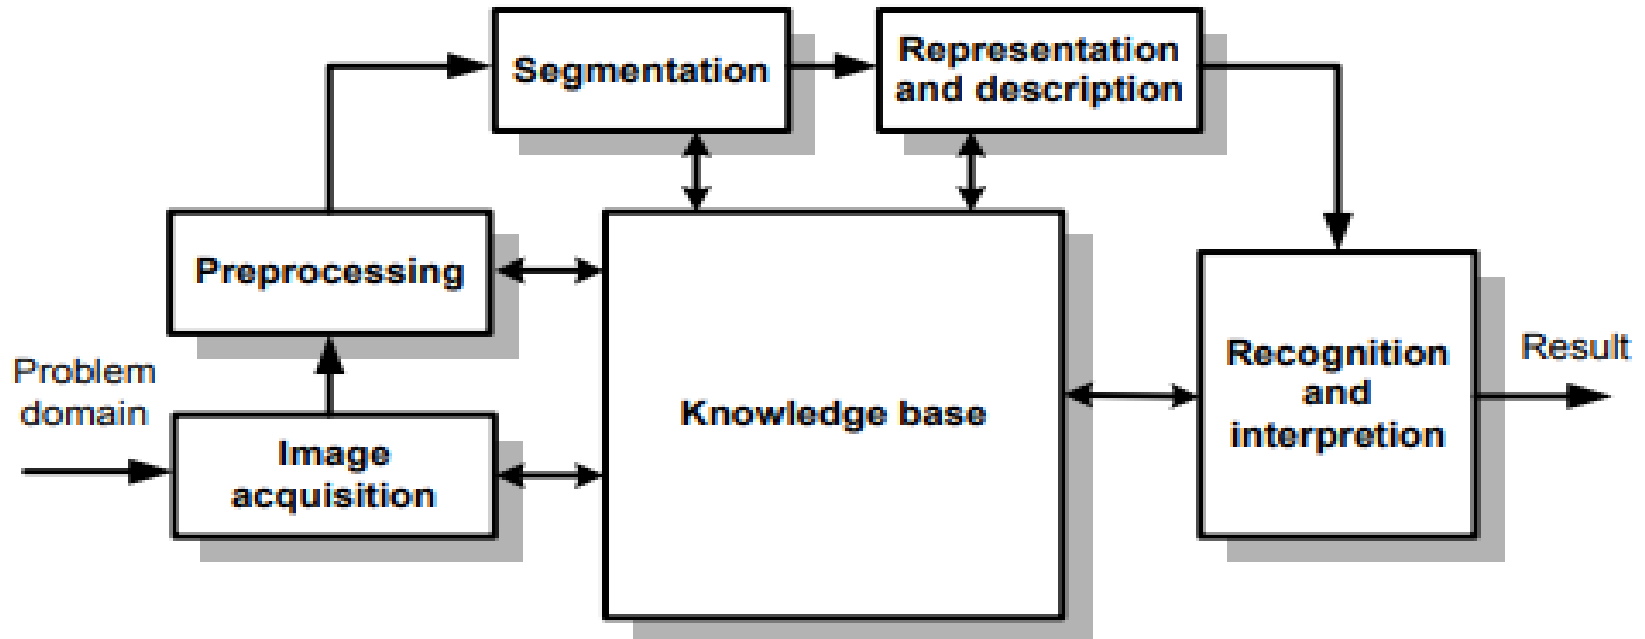 Segmentation
Representation
and description
Preprocessing
Problem
domain
Image
acquisition
Knowledge base
Recognition
and
interpretion
Result